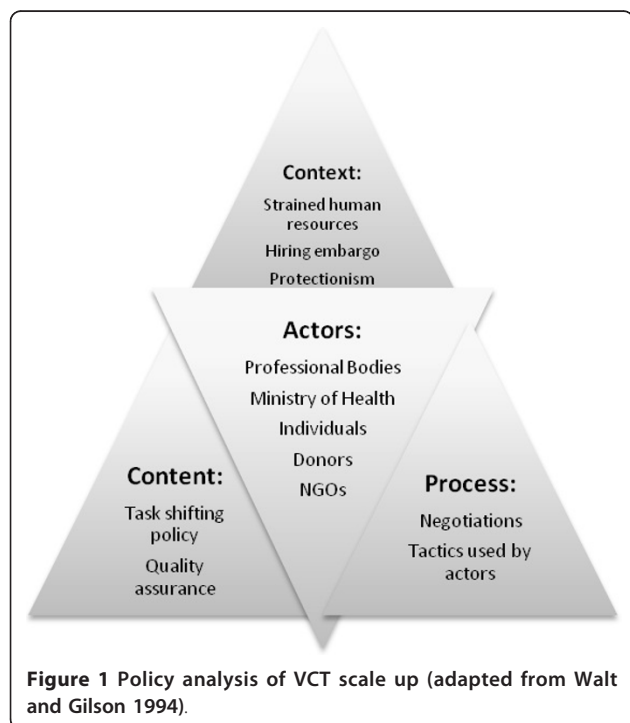 Context:
Strained human
resources
Hiring embargo
Protectionism
Actors:
Professional Bodies
Ministry of Health
Individuals
Donors
NGOs
Content:
Task shifting
policy
Quality
assurance
Process:
Negotiations
Tactics used by
actors
Figure 1 Policy analysis of VCT scale up (adapted from Walt
and Gilson 1994).